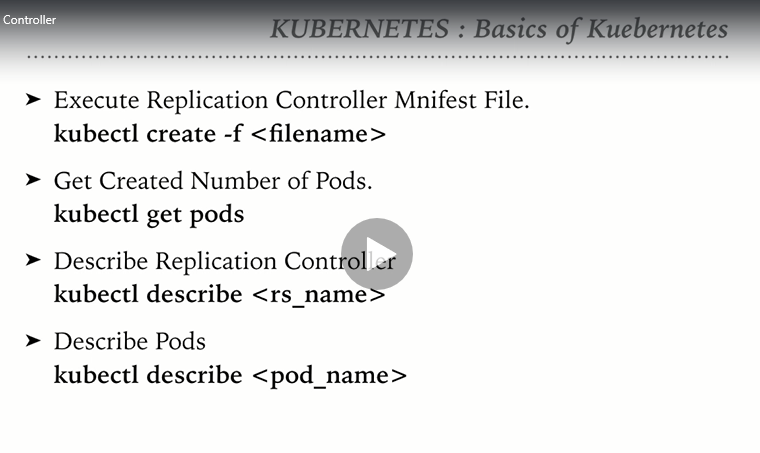 Controller
KUBERNETES : Basics of Kuebernetes
➤ Execute Replication Controller Mnifest File.
kubectl create -f <filename>
➤ Get Created Number of Pods.
kubectl get pods
➤ Describe Replication Controller
kubectl describe <rs_name>
➤ Describe Pods
kubectl describe <pod_name>